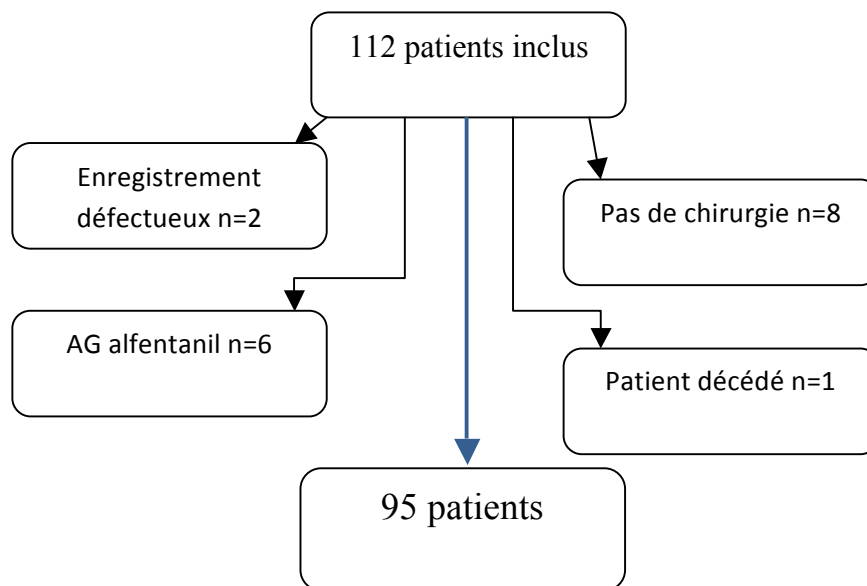 112 patients inclus
Enregistrement
défectueux n=2
Pas de chirurgie n=8
AG alfentanil n=6
Patient décédé n=1
95 patients